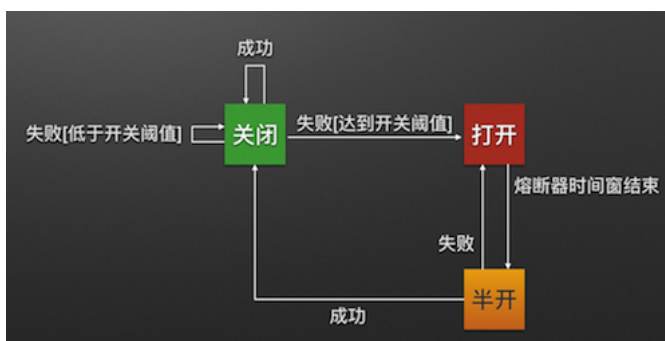 成功
失败[低于开关阈值]
关闭
失败[达到开关阈值]
打开
熔断器时间窗结束
失败
半开
成功